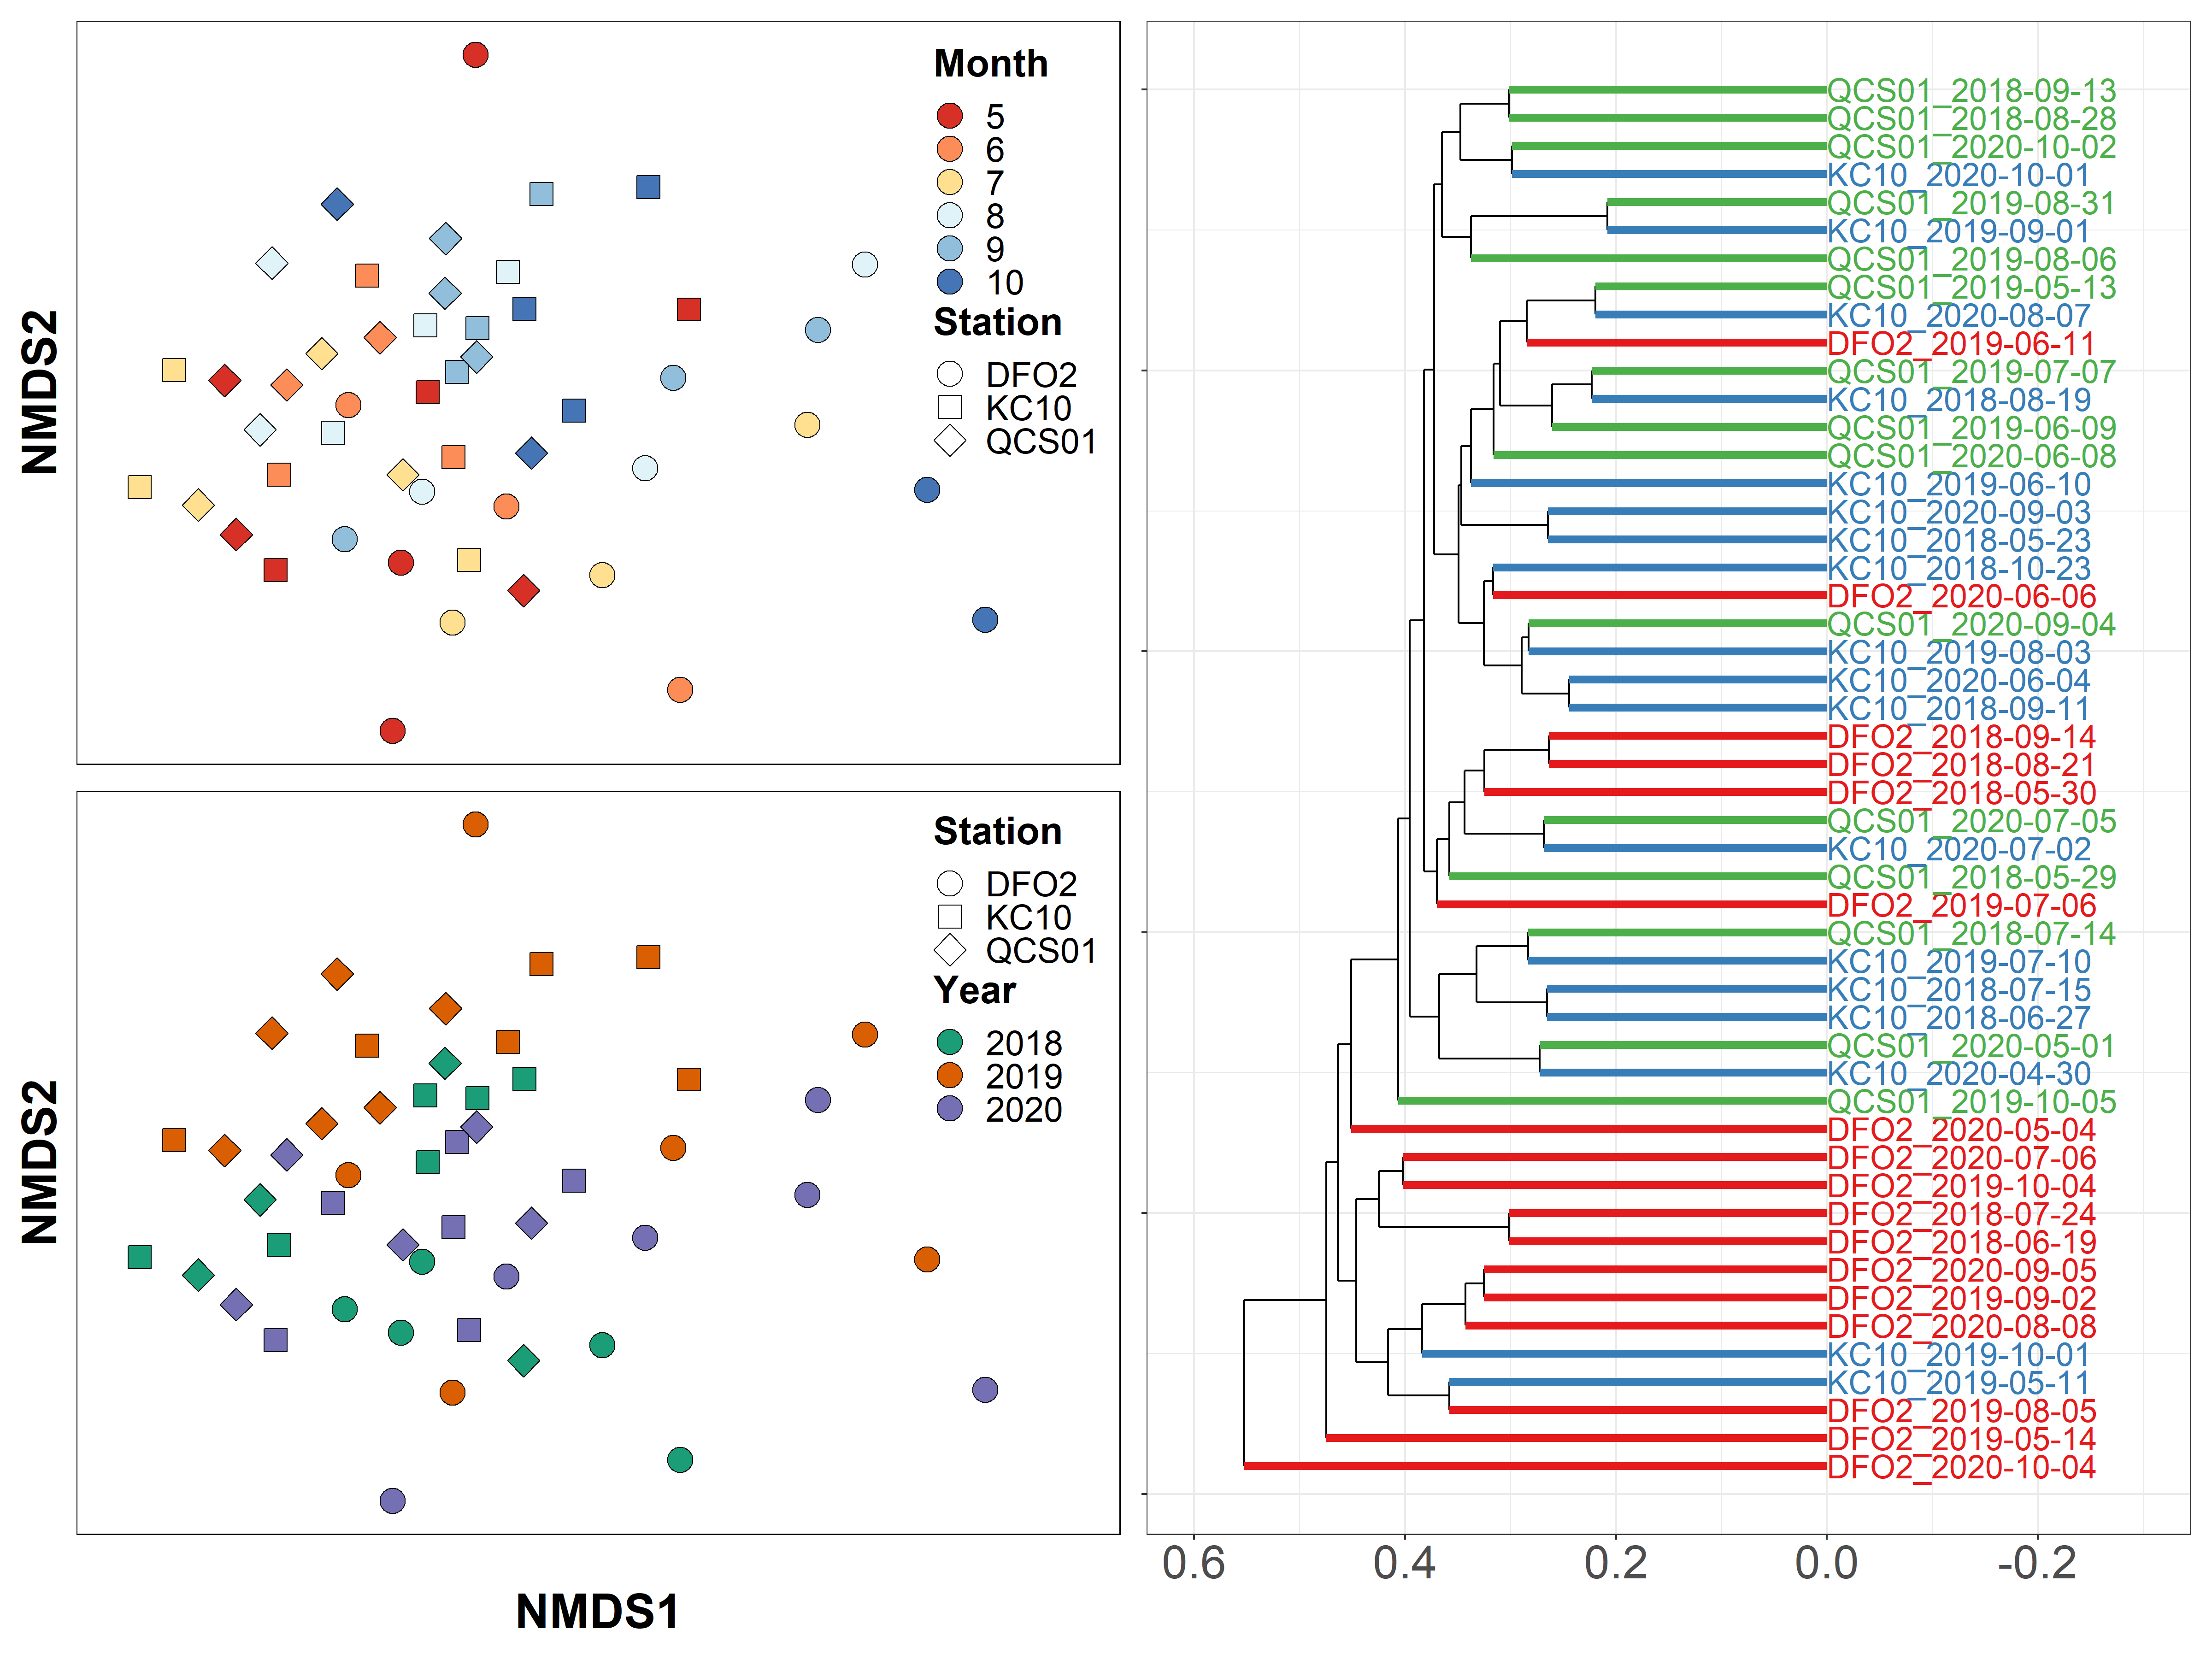 Month
5
6
7
8
9
10
Station
DFO2
KC10
QCS01
NMDS2
Station
DFO2
KC10
QCS01
Year
2018
2019
2020
NMDS2
NMDS1
QCS01_2018-09-13
QCS01_2018-08-28
QCS01_2020-10-02
KC10_2020-10-01
QCS01_2019-08-31
KC10_2019-09-01
QCS01_2019-08-06
QCS01_2019-05-13
KC10_2020-08-07
DFO2_2019-06-11
QCS01_2019-07-07
KC10_2018-08-19
QCS01_2019-06-09
QCS01_2020-06-08
KC10_2019-06-10
KC10_2020-09-03
KC10_2018-05-23
KC10_2018-10-23
DFO2_2020-06-06
QCS01_2020-09-04
KC10_2019-08-03
KC10_2020-06-04
KC10_2018-09-11
DFO2_2018-09-14
DFO2_2018-08-21
DFO2_2018-05-30
QCS01_2020-07-05
KC10_2020-07-02
QCS01_2018-05-29
DFO2_2019-07-06
QCS01_2018-07-14
KC10_2019-07-10
KC10_2018-07-15
KC10_2018-06-27
QCS01_2020-05-01
KC10_2020-04-30
QCS01_2019-10-05
DFO2_2020-05-04
DFO2_2020-07-06
DFO2_2019-10-04
DFO2_2018-07-24
DFO2_2018-06-19
DFO2_2020-09-05
DFO2_2019-09-02
DFO2_2020-08-08
KC10_2019-10-01
KC10_2019-05-11
DFO2_2019-08-05
DFO2_2019-05-14
DFO2_2020-10-04
0.6 0.4 0.2 0.0 -0.2